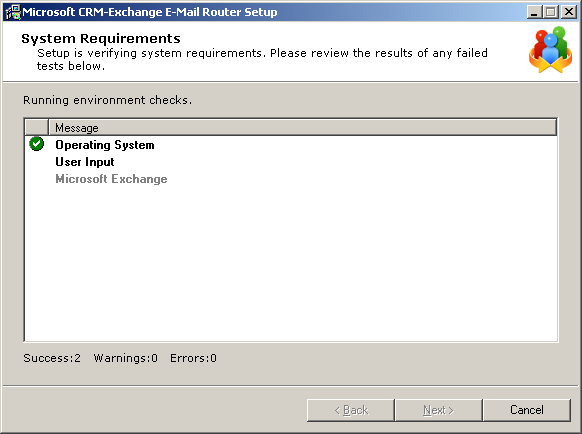 Microsoft CRM-Exchange E-Mail Router Setup
System Requirements
Setup is verifying system requirements. Please review the results of any failed
tests below.
Running environment checks.
Message
Operating System
User Input
Microsoft Exchange
Success:2 Warnings:0 Errors:0
< Back Next > Cancel